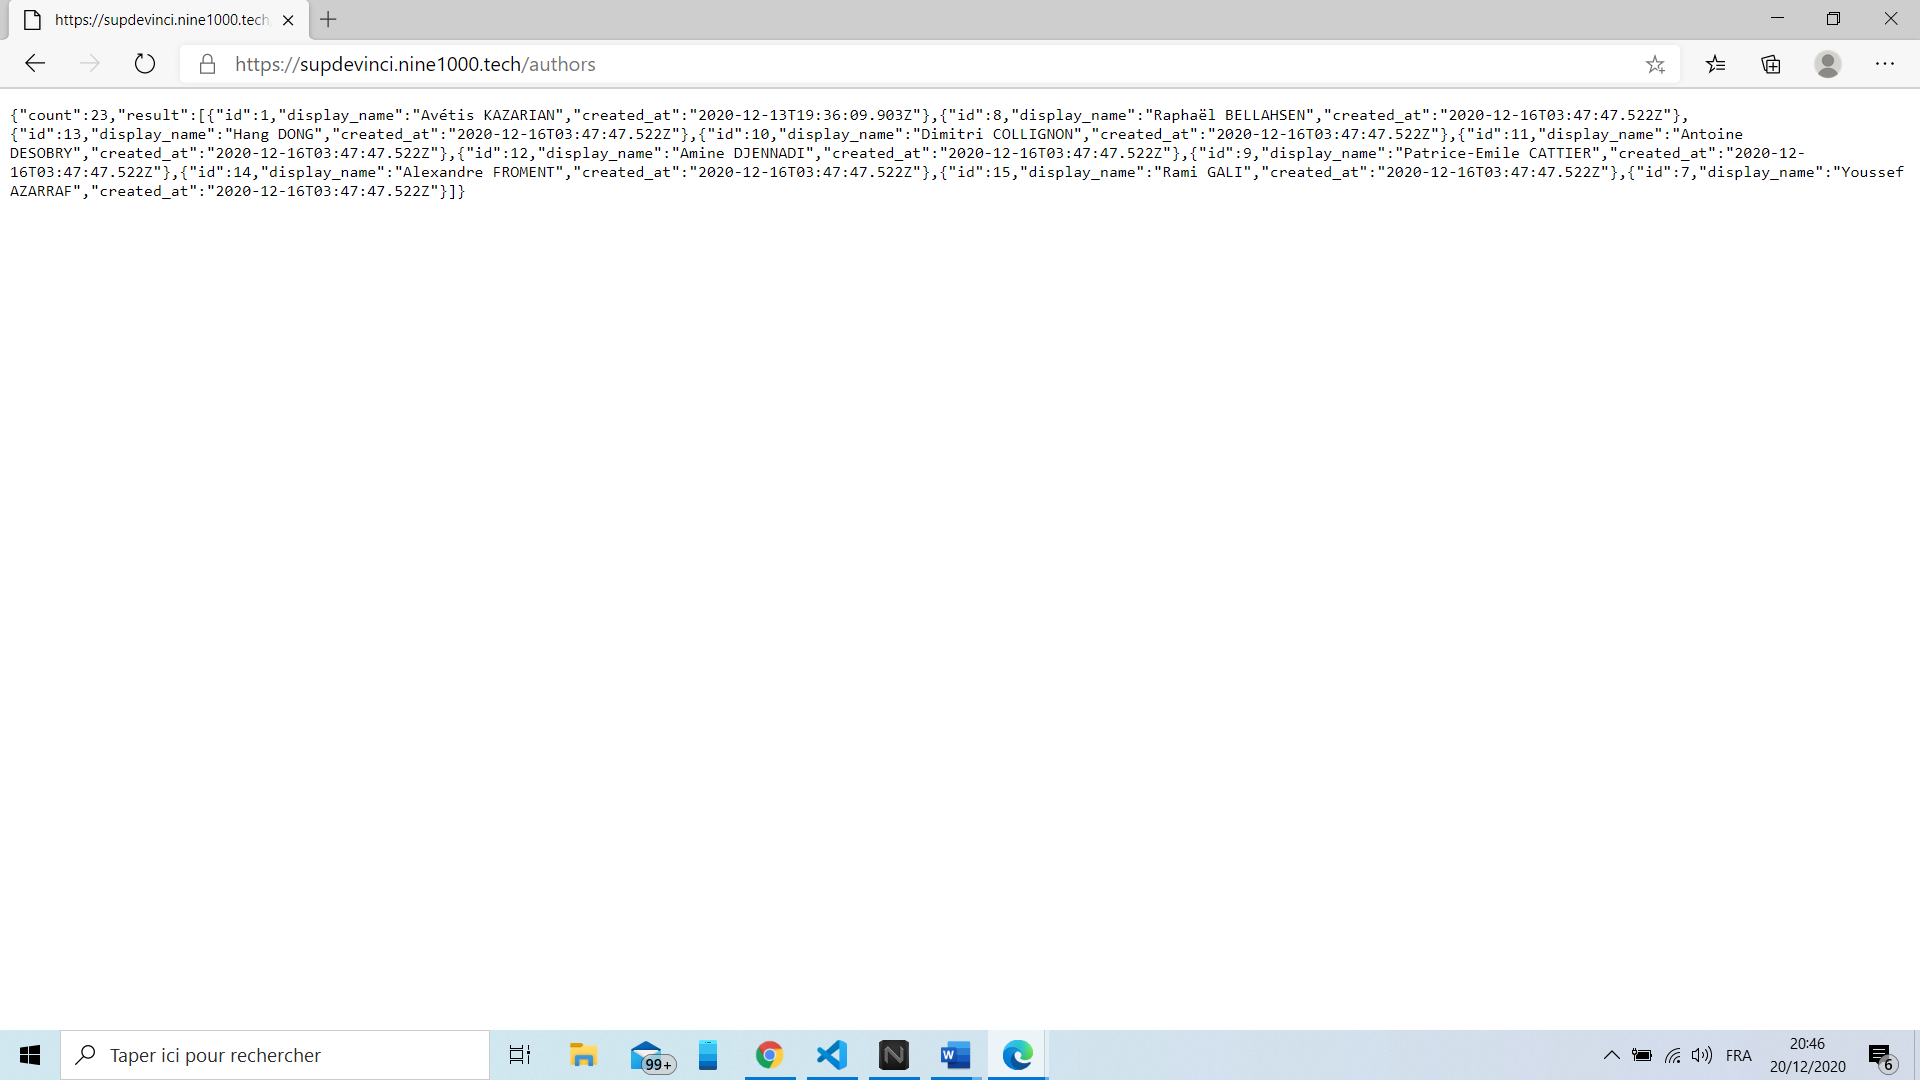 https://supdevinci.nine1000.tech
https://supdevinci.nine1000.tech/authors
{"count":23,"result":[{"id":1,"display_name":"Avétis KAZARIAN","created_at":"2020-12-13T19:36:09.903Z"},{"id":8,"display_name":"Raphaël BELLAHSEN","created_at":"2020-12-16T03:47:47.522Z"},
{"id":13,"display_name":"Hang DONG","created_at":"2020-12-16T03:47:47.522Z"},{"id":10,"display_name":"Dimitri COLLIGNON","created_at":"2020-12-16T03:47:47.522Z"},{"id":11,"display_name":"Antoine
DESOBRY","created_at":"2020-12-16T03:47:47.522Z"},{"id":12,"display_name":"Amine DJENNADI","created_at":"2020-12-16T03:47:47.522Z"},{"id":9,"display_name":"Patrice-Emile CATTIER","created_at":"2020-12-
16T03:47:47.522Z"},{"id":14,"display_name":"Alexandre FROMENT","created_at":"2020-12-16T03:47:47.522Z"},{"id":15,"display_name":"Rami GALI","created_at":"2020-12-16T03:47:47.522Z"},{"id":7,"display_name":"Youssef
AZARRAF","created_at":"2020-12-16T03:47:47.522Z"}]}
Taper ici pour rechercher
99+
FRA
20:46
20/12/2020
6